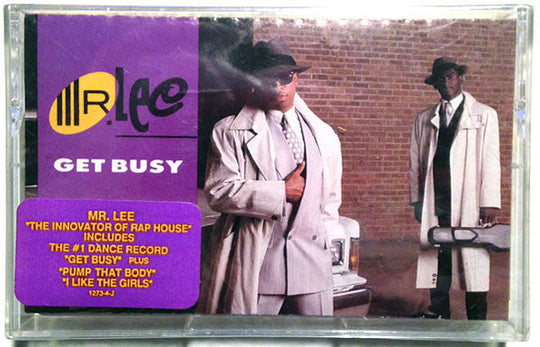 MR. Lee
GET BUSY
MR. LEE
"THE INNOVATOR OF RAP HOUSE"
INCLUDES
THE #1 DANCE RECORD
"GET BUSY" PLUS
"PUMP THAT BODY"
"I LIKE THE GIRLS"
1273-4-J